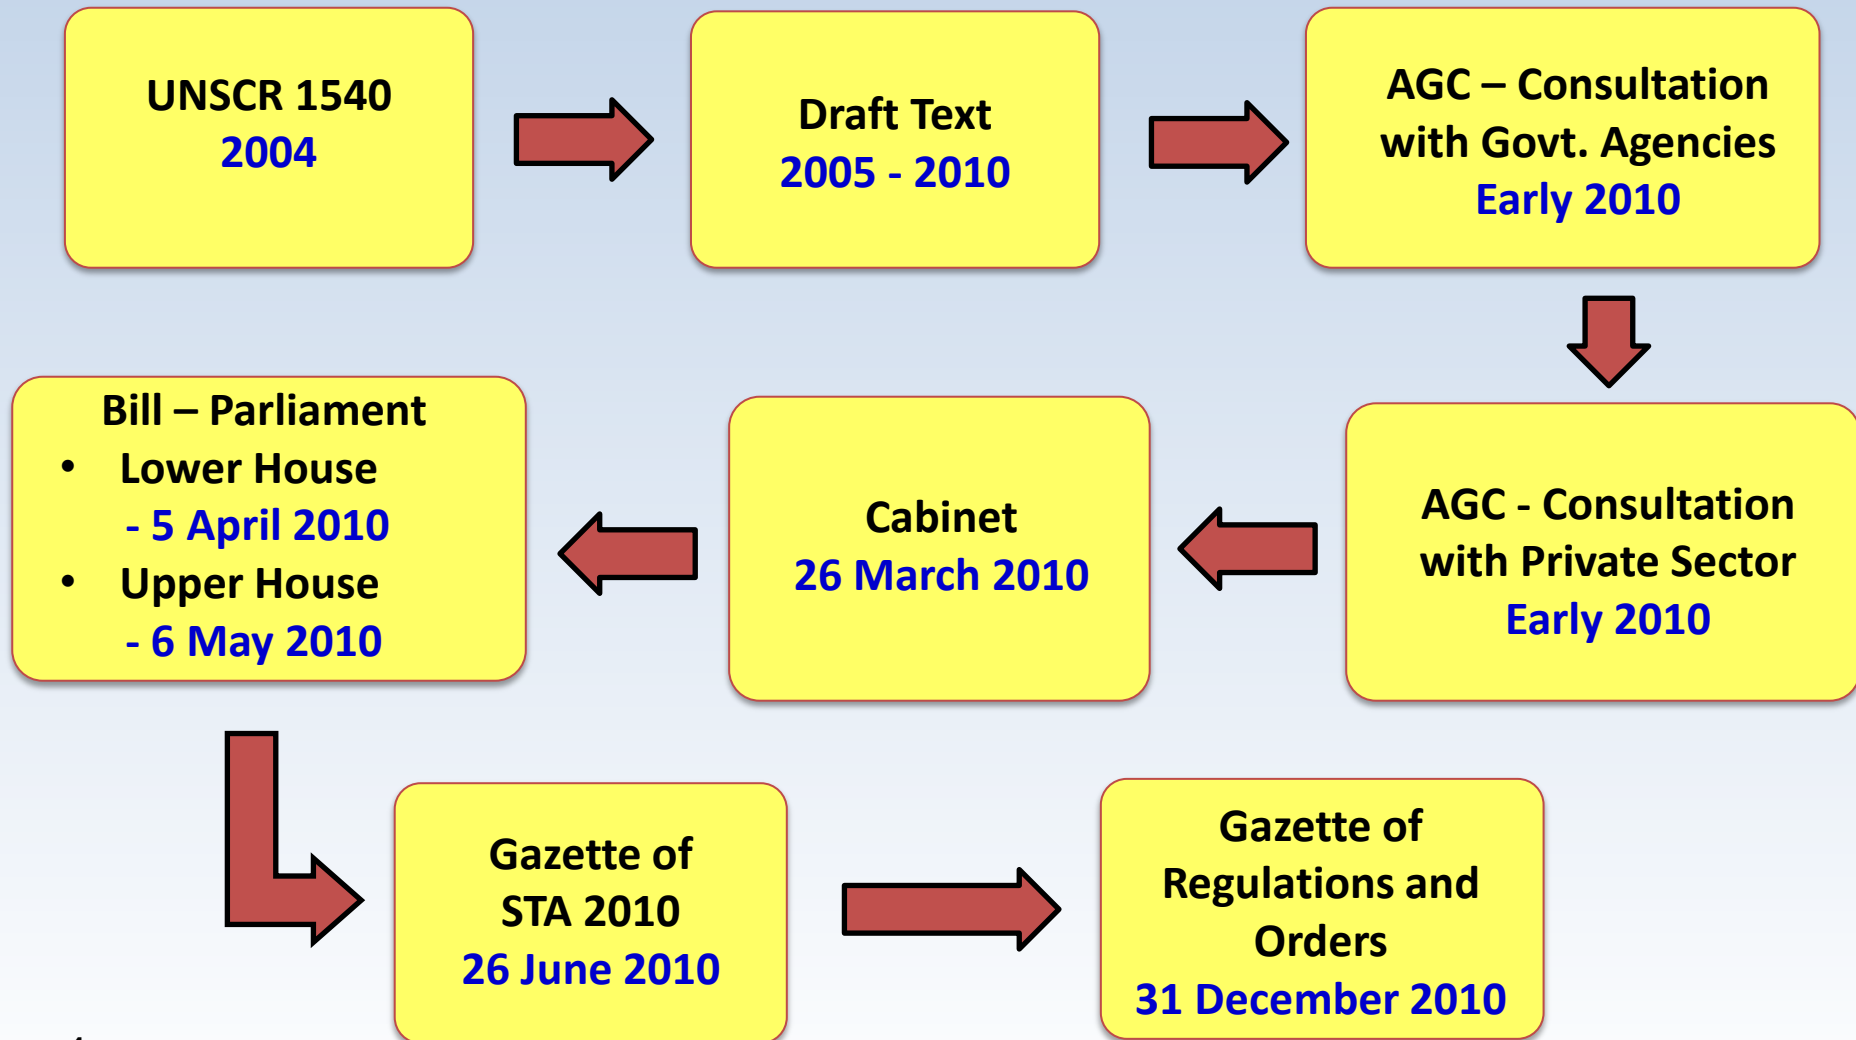 UNSCR 1540
2004
Draft Text
2005 - 2010
AGC – Consultation
with Govt. Agencies
Early 2010
AGC - Consultation
with Private Sector
Early 2010
Cabinet
26 March 2010
Bill – Parliament
• Lower House
- 5 April 2010
• Upper House
- 6 May 2010
Gazette of
STA 2010
26 June 2010
Gazette of
Regulations and
Orders
31 December 2010